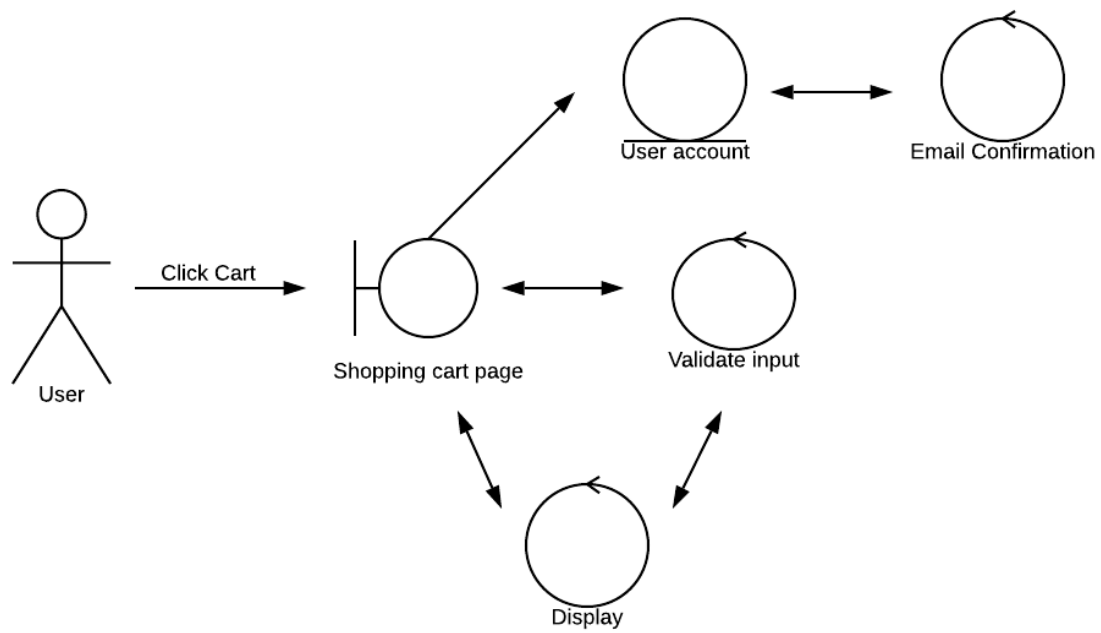 User account
Email Confirmation
Click Cart
Validate input
Shopping cart page
User
Display